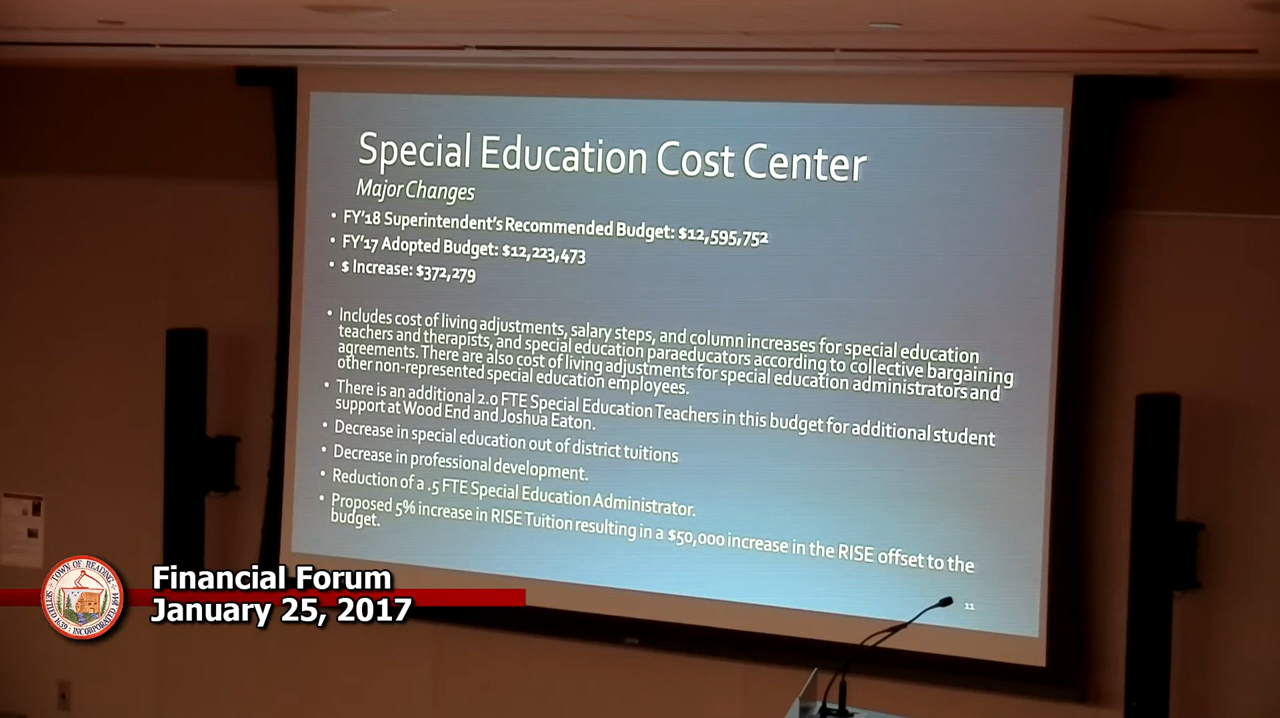 Special Education Cost Center
Major Changes
• FY'18 Superintendent's Recommended Budget: $12,595,752
• FY'17 Adopted Budget: $12,223,473
• $ Increase: $372,279
• Includes cost of living adjustments, salary steps, and column increases for special education
teachers and therapists, and special education paraeducators according to collective bargaining
agreements. There are also cost of living adjustments for special education administrators and
other non-represented special education employees.
• There is an additional 2.0 FTE Special Education Teachers in this budget for additional student
support at Wood End and Joshua Eaton.
• Decrease in special education out of district tuitions
• Decrease in professional development.
• Reduction of a .5 FTE Special Education Administrator.
• Proposed 5% increase in RISE Tuition resulting in a $50,000 increase in the RISE offset to the
budget.
11
TOWN OF READING
SETTLED 1639 · INCORPORATED 1644
Financial Forum
January 25, 2017